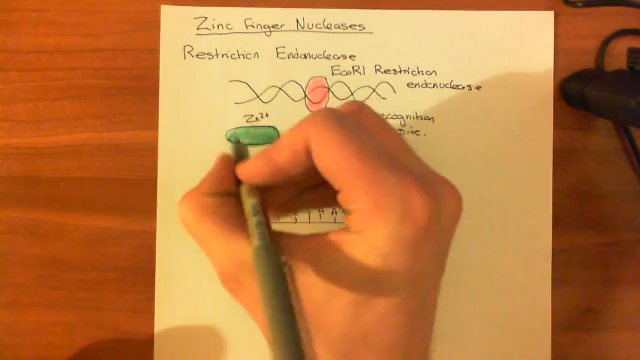 Zinc Finger Nucleases
Restriction Endonuclease
EcoRI Restriction
endonuclease
Zn2+